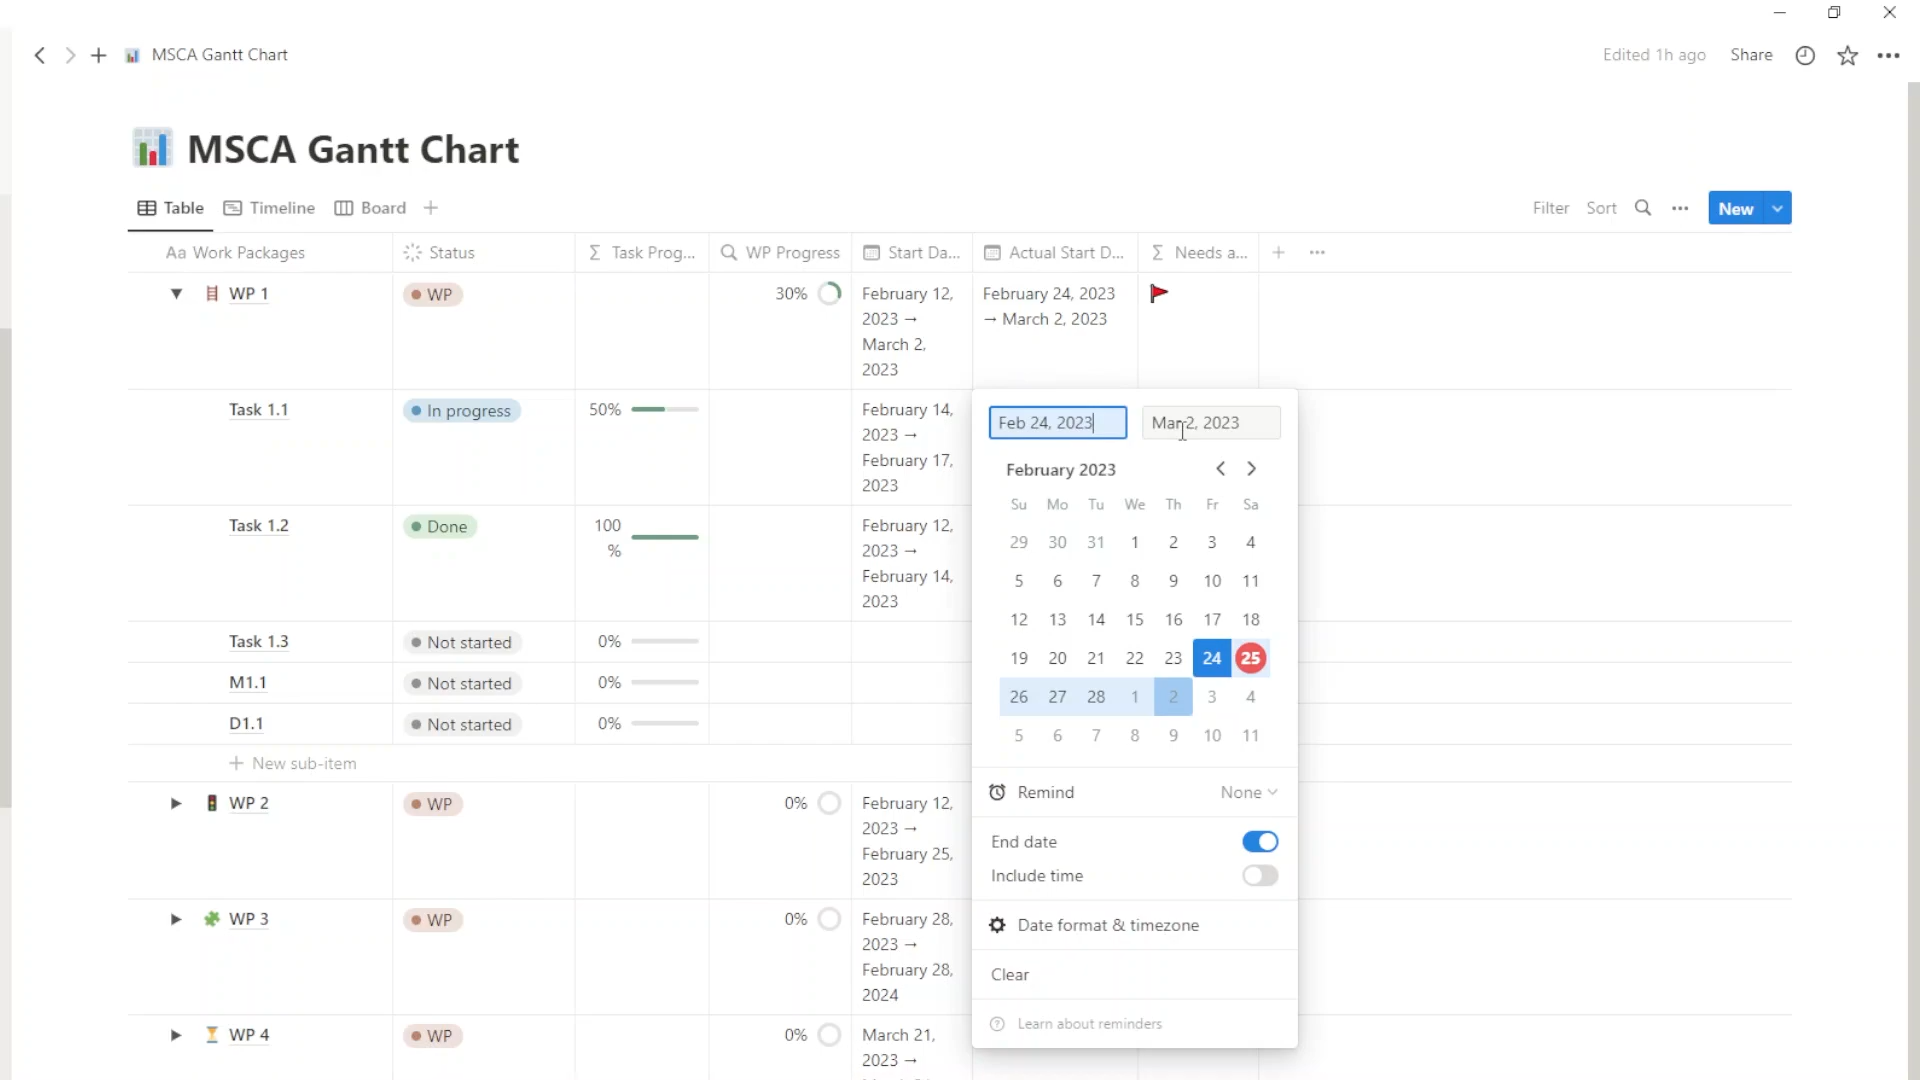 MSCA Gantt Chart
Edited 1h ago
Share
MSCA Gantt Chart
Table
Timeline
Board
Filter
Sort
New
Aa Work Packages
Status
Task Prog...
WP Progress
Start Da...
Actual Start D...
Needs a...
WP 1
WP
30%
February 12,
2023 →
March 2,
2023
February 24, 2023
→ March 2, 2023
Task 1.1
In progress
50%
February 14,
2023 →
February 17,
2023
Task 1.2
Done
100
%
February 12,
2023 →
February 14,
2023
Task 1.3
Not started
0%
M1.1
Not started
0%
D1.1
Not started
0%
New sub-item
WP 2
WP
0%
February 12,
2023 →
February 25,
2023
WP 3
WP
0%
February 28,
2023 →
February 28,
2024
WP 4
WP
0%
March 21,
2023 →
Feb 24, 2023
Mar 2, 2023
February 2023
Su Mo Tu We Th Fr Sa
29 30 31 1 2 3 4
5 6 7 8 9 10 11
12 13 14 15 16 17 18
19 20 21 22 23 24 25
26 27 28 1 2 3 4
5 6 7 8 9 10 11
Remind
None
End date
Include time
Date format & timezone
Clear
Learn about reminders